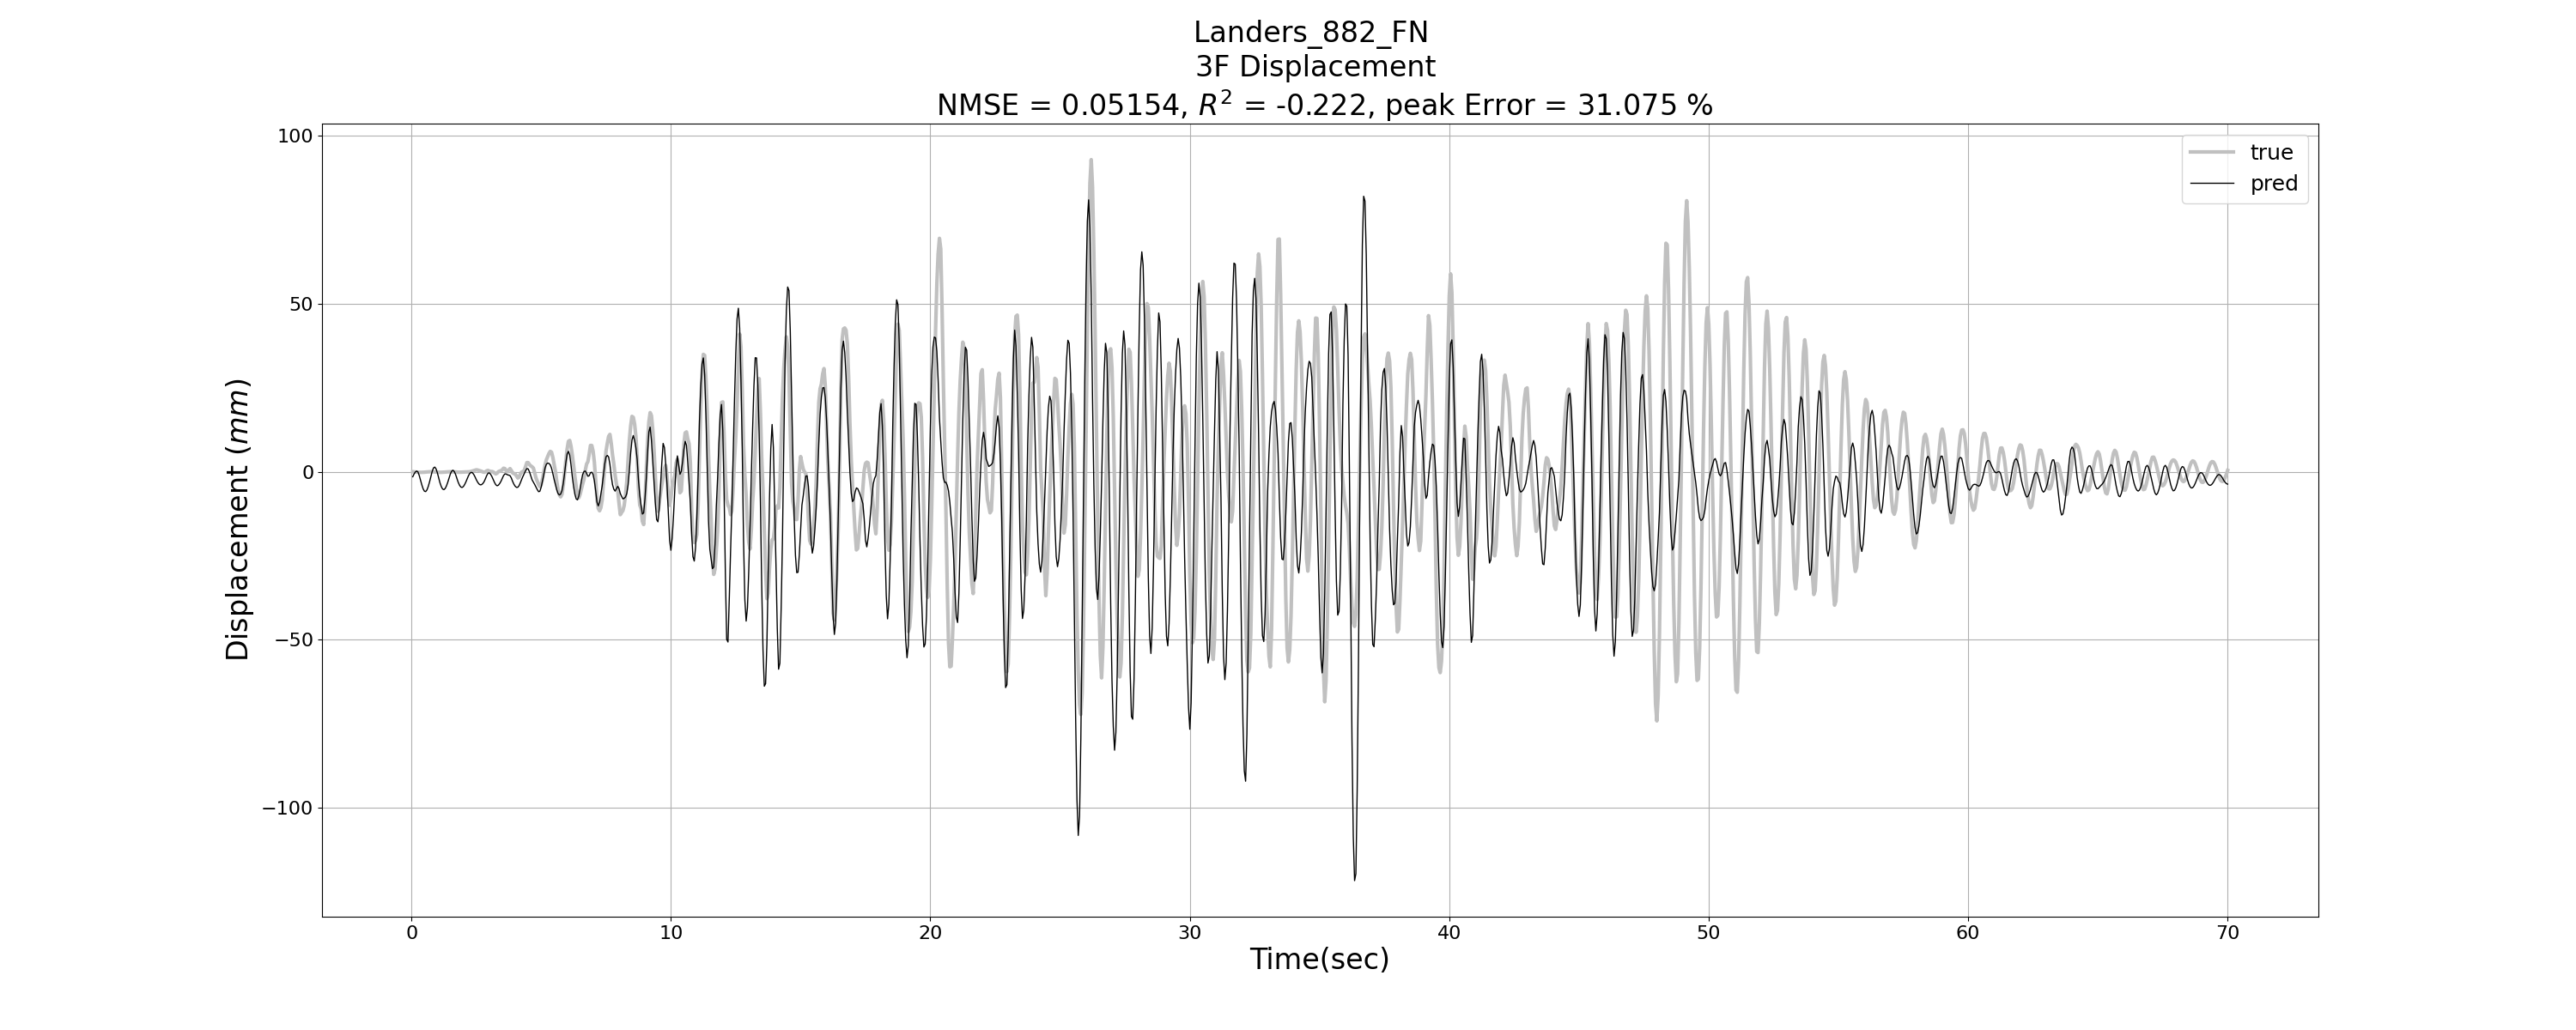 Landers_882_FN
3F Displacement
NMSE = 0.05154, R² = -0.222, peak Error = 31.075 %
100
50
0
−50
−100
Displacement (mm)
true
pred
0 10 20 30 40 50 60 70
Time(sec)